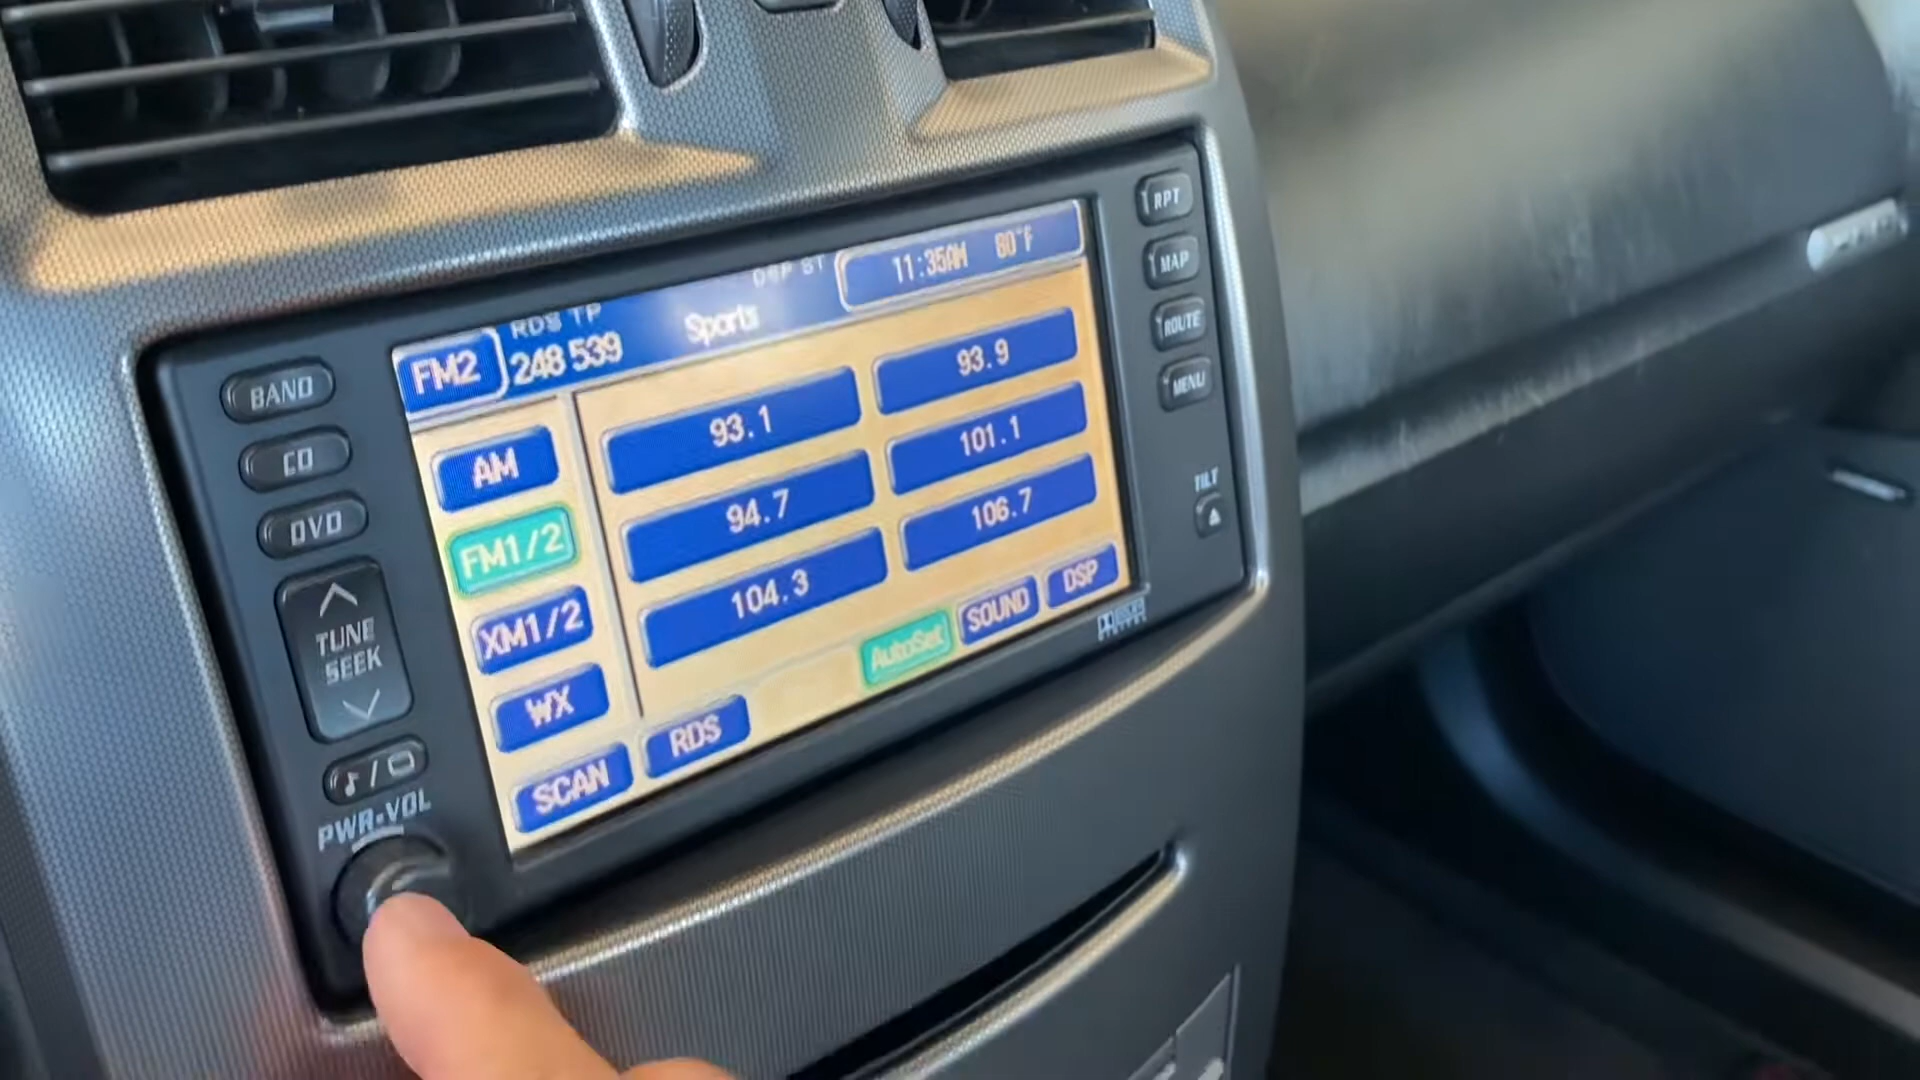 RPT
MAP
ROUTE
MENU
TILT
BAND
CD
DVD
TUNE
SEEK
PWR•VOL
DSP ST
11:35AM 80°F
FM2
RDS TP
248 539
Sports
AM
FM1/2
XM1/2
WX
SCAN
93.1
93.9
94.7
101.1
104.3
106.7
RDS
AutoSet
SOUND
DSP
DIGITAL